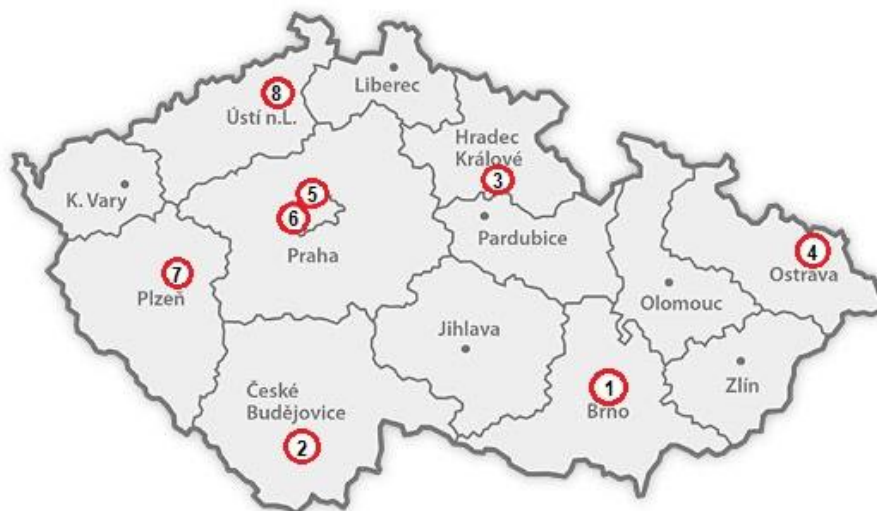 8
Ústí n.L.
Liberec
Hradec
Králové
3
K. Vary
5
6
Praha
Pardubice
4
Ostrava
7
Plzeň
Olomouc
Jihlava
Zlín
České
Budějovice
2
1
Brno